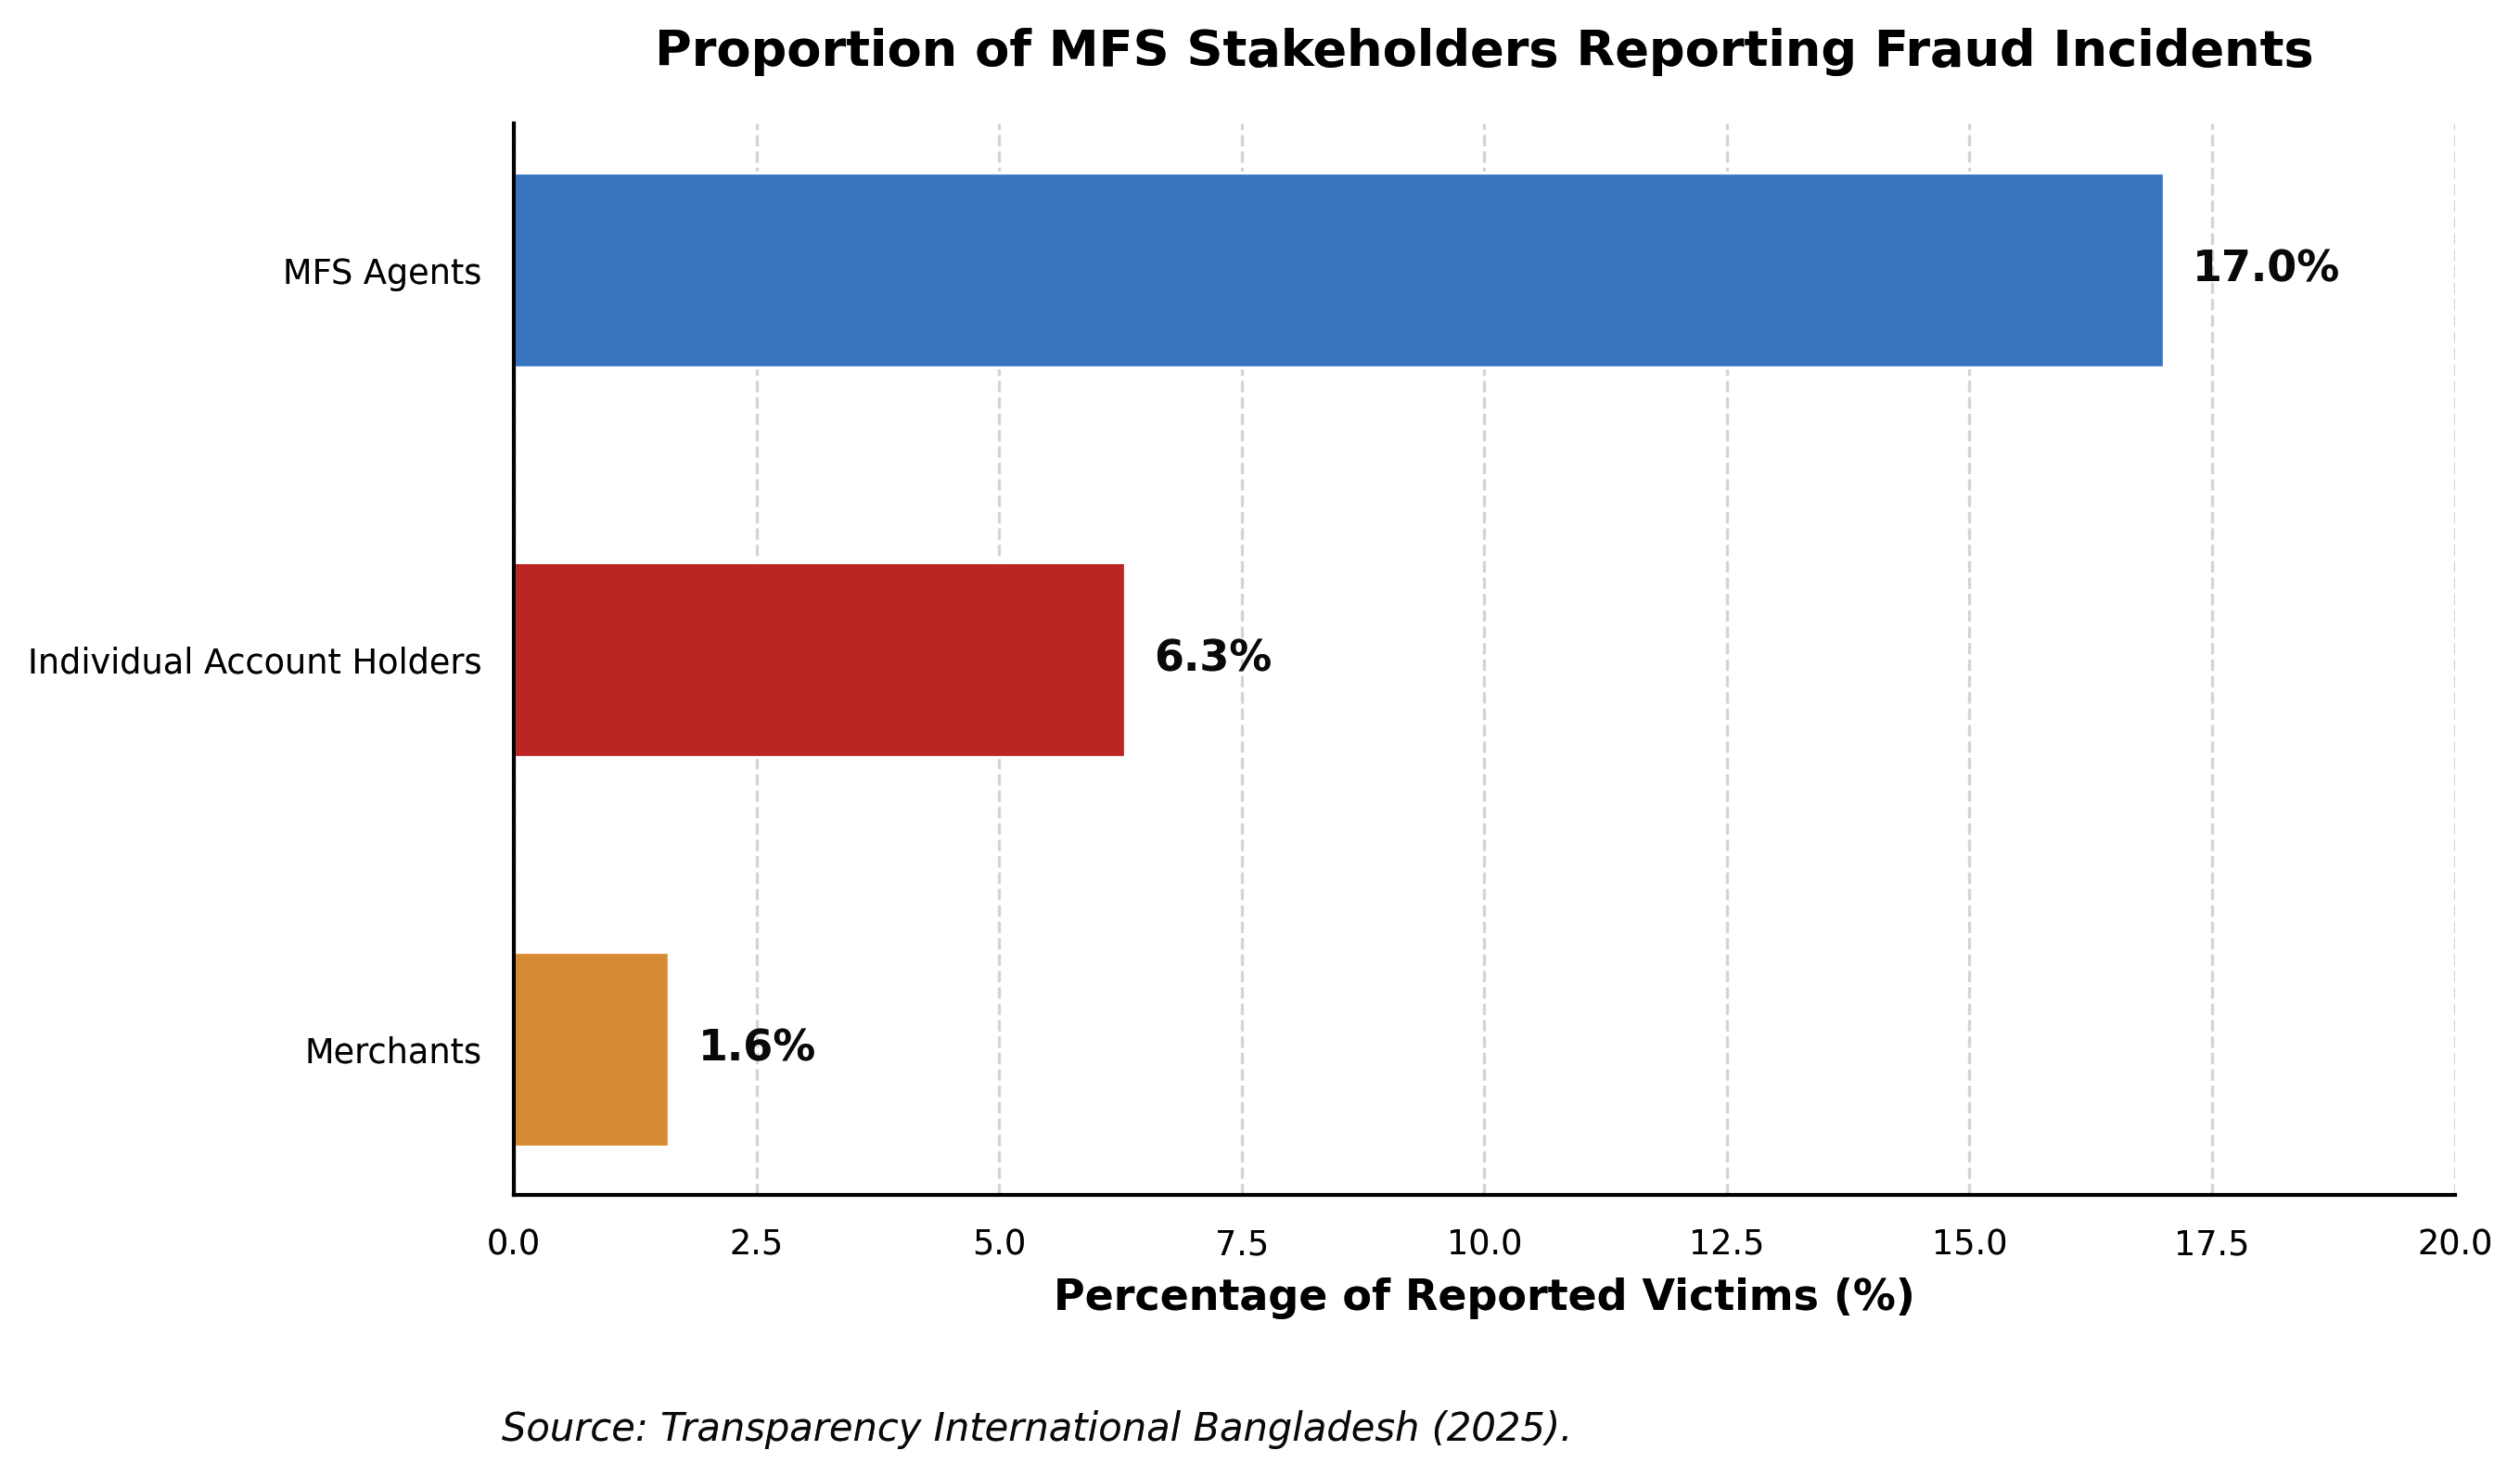 Proportion of MFS Stakeholders Reporting Fraud Incidents
MFS Agents
17.0%
Individual Account Holders
6.3%
Merchants
1.6%
0.0 2.5 5.0 7.5 10.0 12.5 15.0 17.5 20.0
Percentage of Reported Victims (%)
Source: Transparency International Bangladesh (2025).